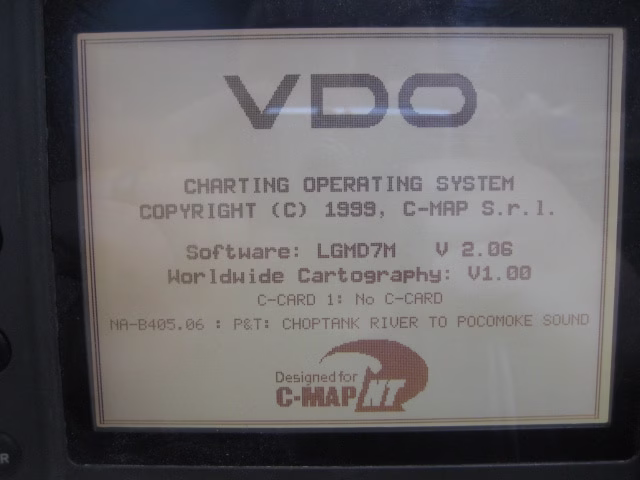 VDO
CHARTING OPERATING SYSTEM
COPYRIGHT (C) 1999, C-MAP S.r.l.
Software: LGMD7M V 2.06
Worldwide Cartography: V1.00
C-CARD 1: No C-CARD
NA-B405.06 : P&T: CHOPTANK RIVER TO POCOMOKE SOUND
Designed for
C-MAP NT
R